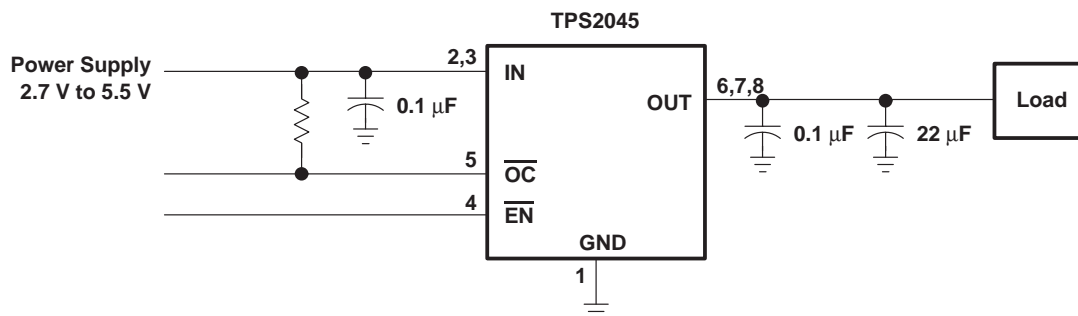 TPS2045
Power Supply
2.7 V to 5.5 V
2,3
IN
0.1 μF
5
OC
4
EN
GND
1
OUT
6,7,8
0.1 μF
22 μF
Load